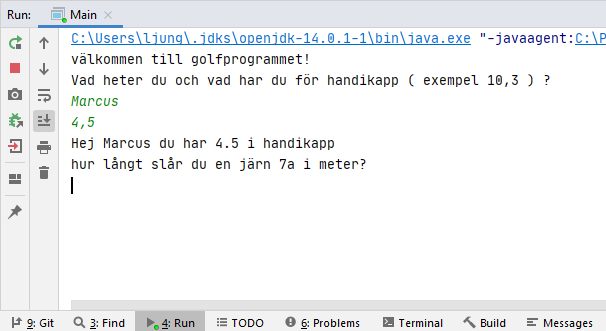 Run: Main
C:\Users\ljung\.jdks\openjdk-14.0.1-1\bin\java.exe "-javaagent:C:\P
välkommen till golfprogrammet!
Vad heter du och vad har du för handikapp ( exempel 10,3 ) ?
Marcus
4,5
Hej Marcus du har 4.5 i handikapp
hur långt slår du en järn 7a i meter?
9: Git 3: Find 4: Run TODO 6: Problems Terminal Build Messages